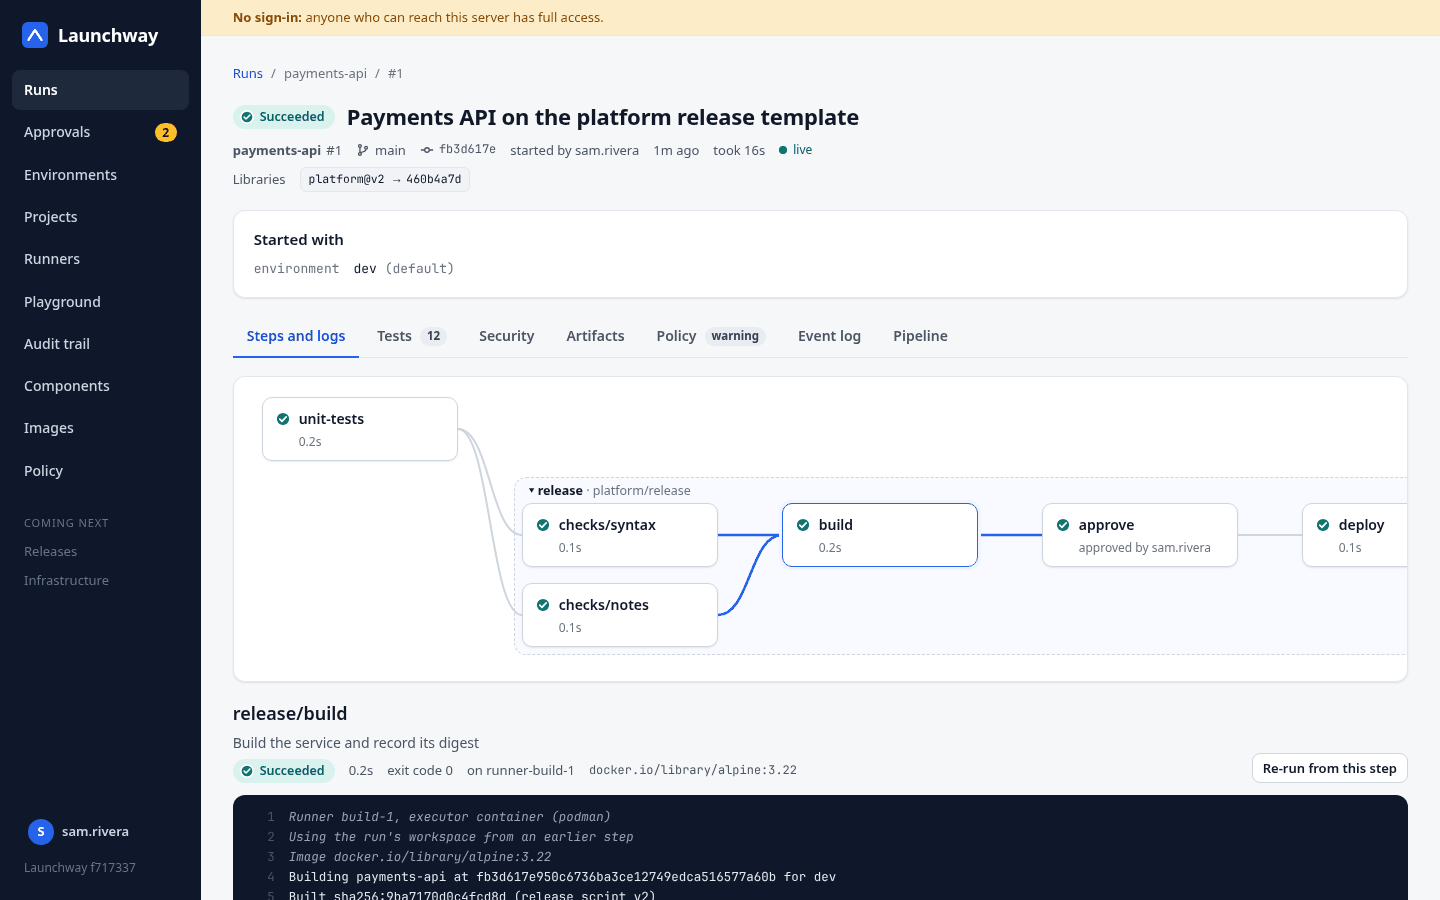 Launchway
Runs
Approvals 2
Environments
Projects
Runners
Playground
Audit trail
Components
Images
Policy
COMING NEXT
Releases
Infrastructure
S sam.rivera
Launchway f717337
No sign-in: anyone who can reach this server has full access.
Runs / payments-api / #1
Succeeded Payments API on the platform release template
payments-api #1 main fb3d617e started by sam.rivera 1m ago took 16s live
Libraries platform@v2 → 460b4a7d
Started with
environment dev (default)
Steps and logs Tests 12 Security Artifacts Policy warning Event log Pipeline
unit-tests
0.2s
▾ release · platform/release
checks/syntax
0.1s
build
0.2s
approve
approved by sam.rivera
deploy
0.1s
checks/notes
0.1s
release/build
Build the service and record its digest
Succeeded 0.2s exit code 0 on runner-build-1 docker.io/library/alpine:3.22
Re-run from this step
1 Runner build-1, executor container (podman)
2 Using the run's workspace from an earlier step
3 Image docker.io/library/alpine:3.22
4 Building payments-api at fb3d617e950c6736ba3ce12749edca516577a60b for dev
5 Built sha256:9ba7170d0c4fcd8d (release script v2)